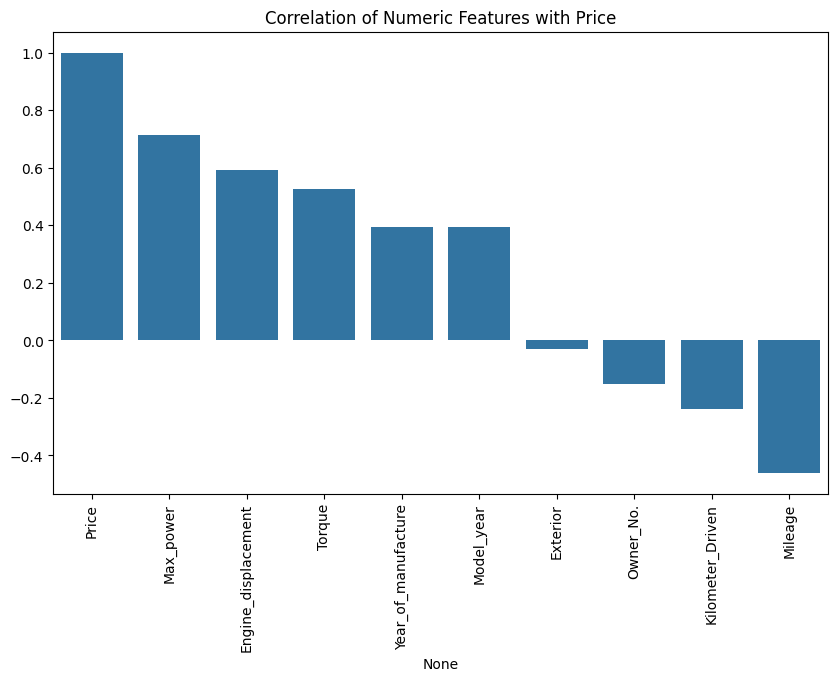 Correlation of Numeric Features with Price
1.0
0.8
0.6
0.4
0.2
0.0
−0.2
−0.4
Price
Max_power
Engine_displacement
Torque
Year_of_manufacture
Model_year
Exterior
Owner_No.
Kilometer_Driven
Mileage
None